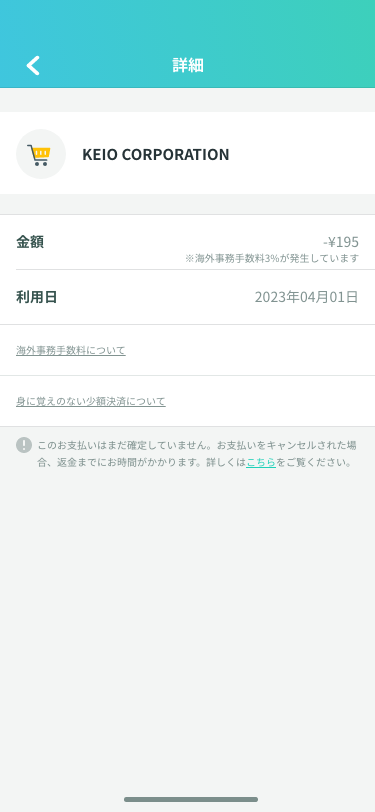 詳細
KEIO CORPORATION
金額
-¥195
※海外事務手数料3%が発生しています
利用日
2023年04月01日
海外事務手数料について
身に覚えのない少額決済について
このお支払いはまだ確定していません。お支払いをキャンセルされた場
合、返金までにお時間がかかります。詳しくはこちらをご覧ください。